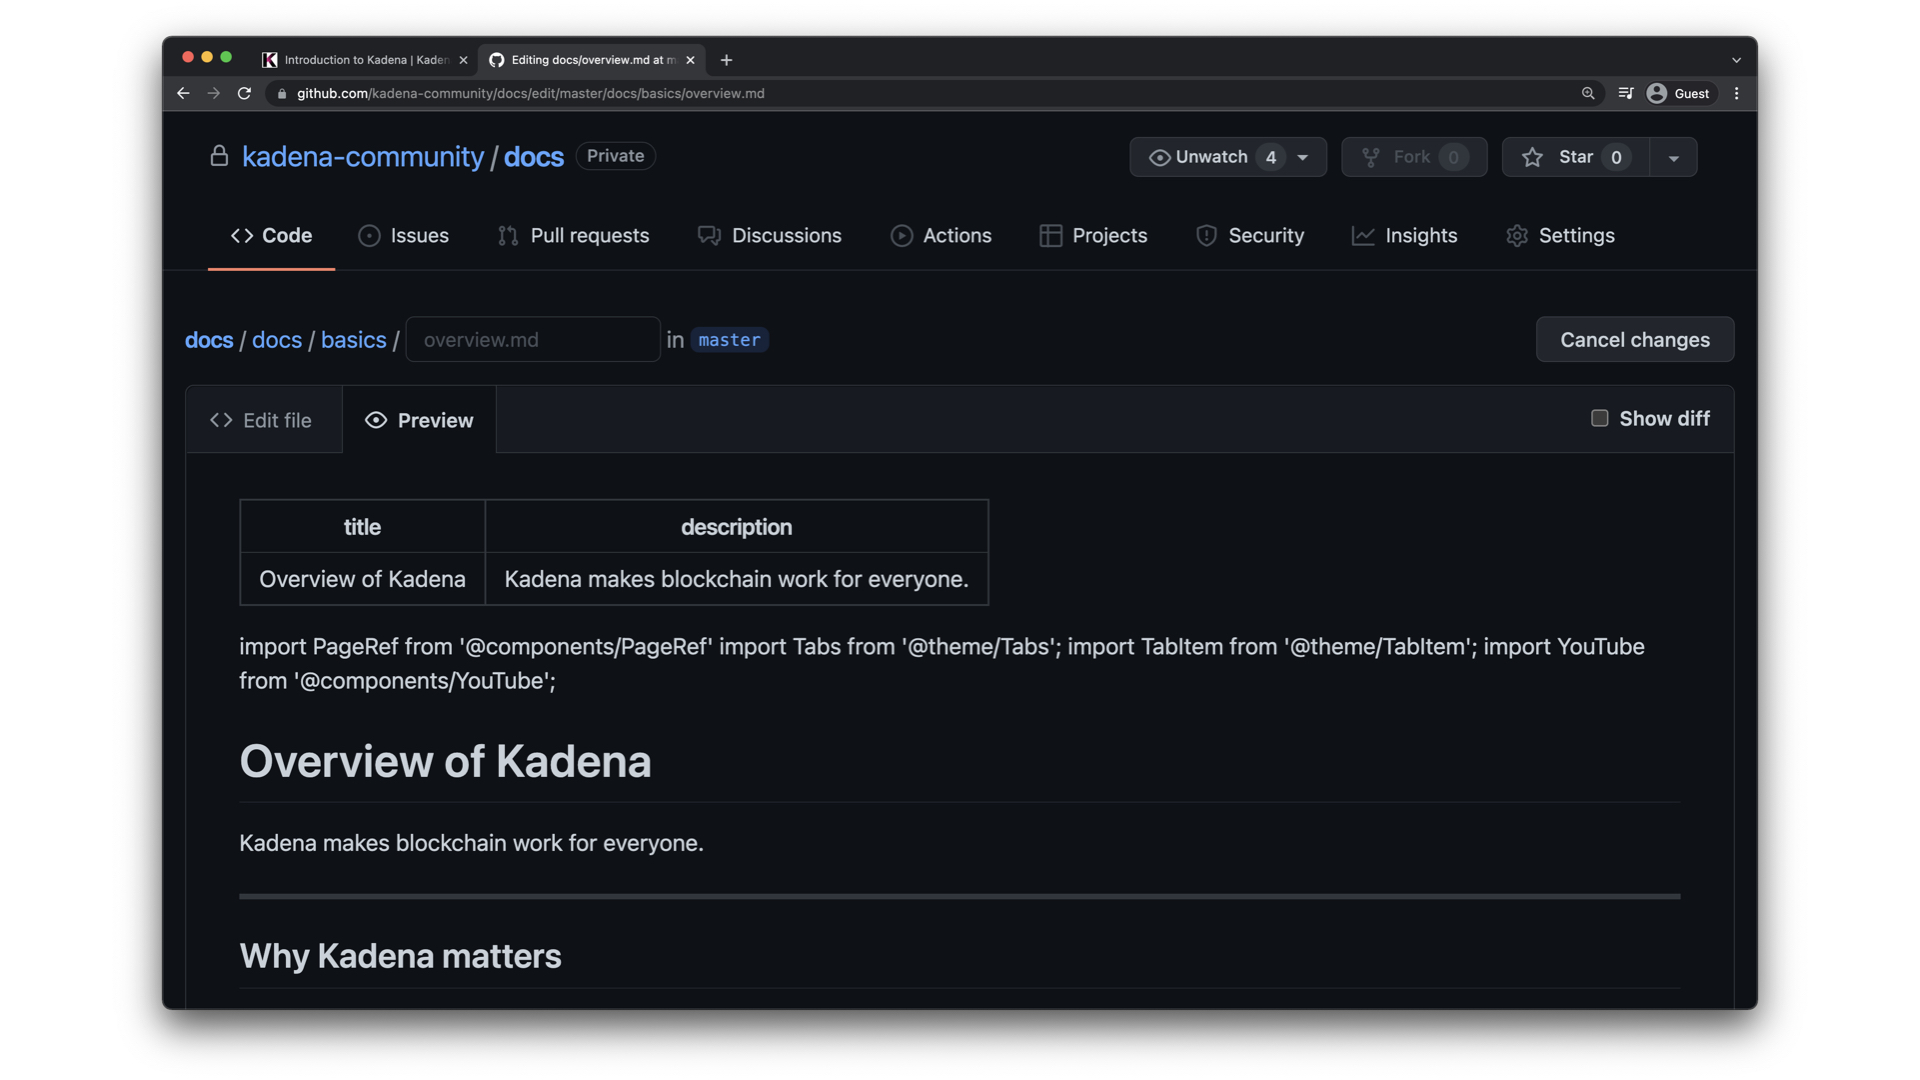 Introduction to Kadena | Kaden
Editing docs/overview.md at m
github.com/kadena-community/docs/edit/master/docs/basics/overview.md
Guest
kadena-community / docs Private
Unwatch 4
Fork 0
Star 0
Code Issues Pull requests Discussions Actions Projects Security Insights Settings
docs / docs / basics / overview.md in master
Cancel changes
Edit file Preview
Show diff
title description
Overview of Kadena Kadena makes blockchain work for everyone.
import PageRef from '@components/PageRef' import Tabs from '@theme/Tabs'; import TabItem from '@theme/TabItem'; import YouTube
from '@components/YouTube';
Overview of Kadena
Kadena makes blockchain work for everyone.
Why Kadena matters